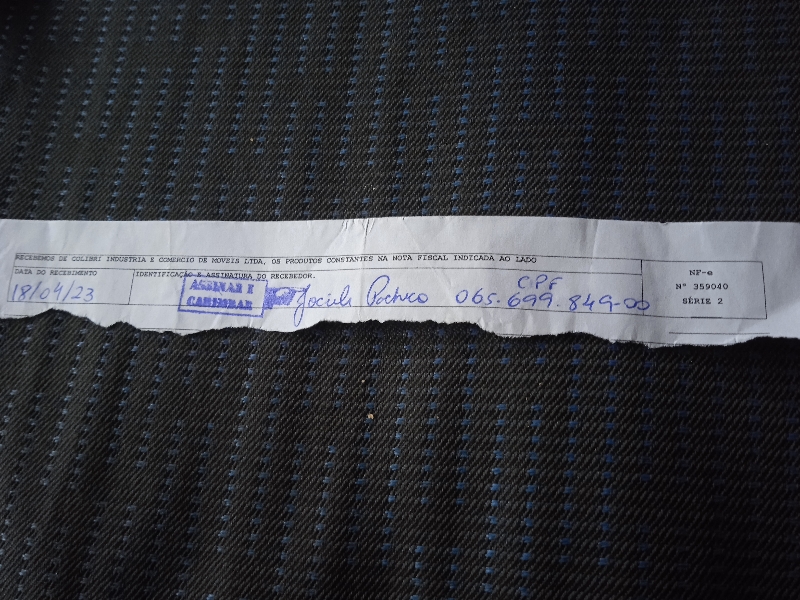 RECEBEMOS DE COLIBRI INDUSTRIA E COMERCIO DE MOVEIS LTDA, OS PRODUTOS CONSTANTES NA NOTA FISCAL INDICADA AO LADO
DATA DO RECEBIMENTO
18/04/23
IDENTIFICAÇÃO E ASSINATURA DO RECEBEDOR.
ASSINAR E
CARIMBAR
Pacheco
CPF
065.699.849-00
NF-e
Nº 359040
SÉRIE 2